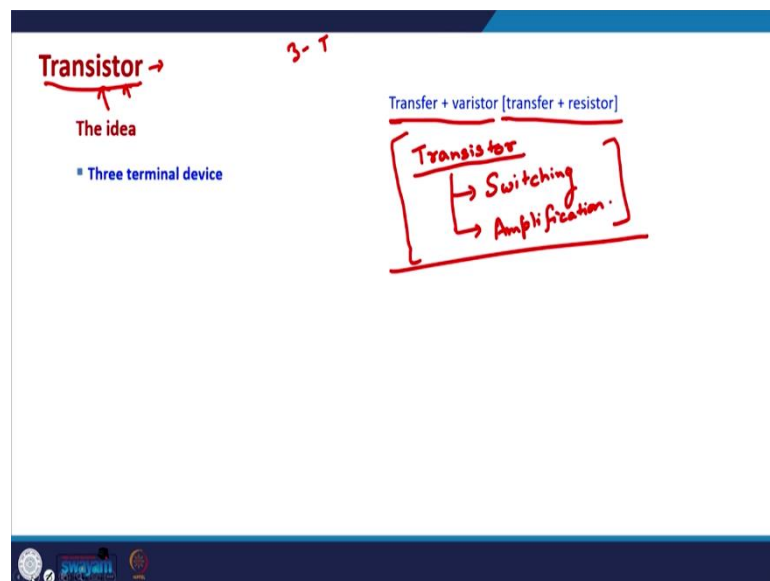 Transistor →
3-T
Transfer + varistor [transfer + resistor]
The idea
Transistor
→ Switching
→ Amplification.
▪ Three terminal device
swayam